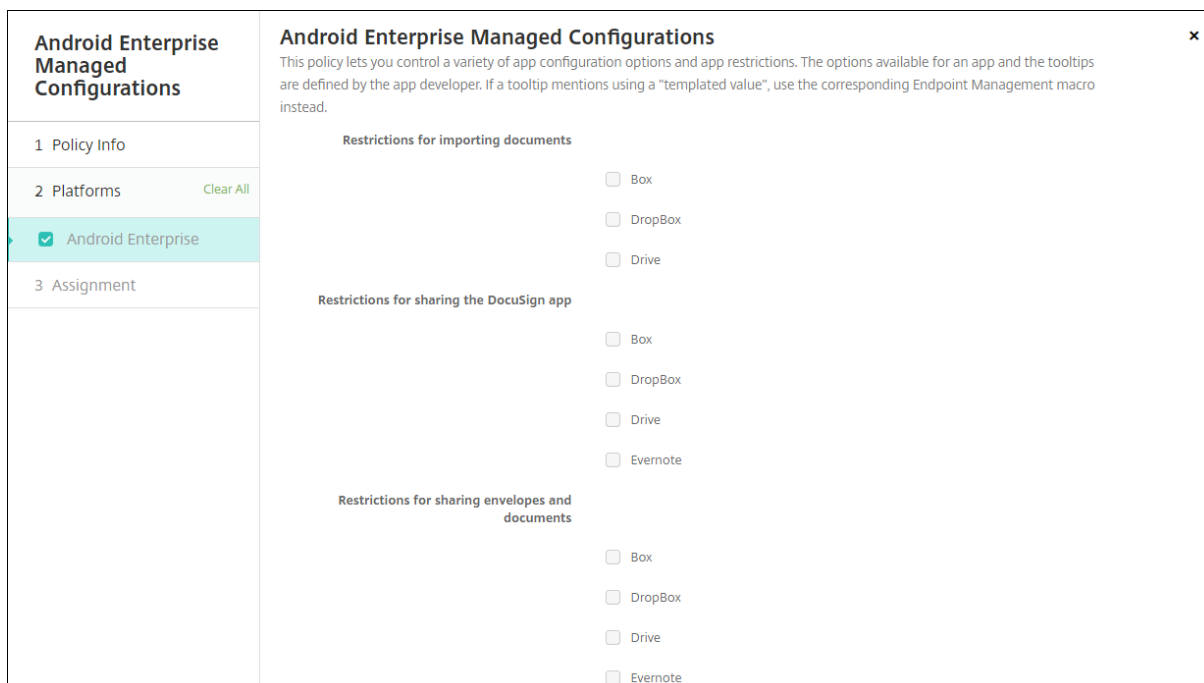 Android Enterprise
Managed
Configurations
1 Policy Info
2 Platforms
Clear All
Android Enterprise
3 Assignment
Android Enterprise Managed Configurations
×
This policy lets you control a variety of app configuration options and app restrictions. The options available for an app and the tooltips
are defined by the app developer. If a tooltip mentions using a "templated value", use the corresponding Endpoint Management macro
instead.
Restrictions for importing documents
Box
DropBox
Drive
Restrictions for sharing the DocuSign app
Box
DropBox
Drive
Evernote
Restrictions for sharing envelopes and
documents
Box
DropBox
Drive
Evernote